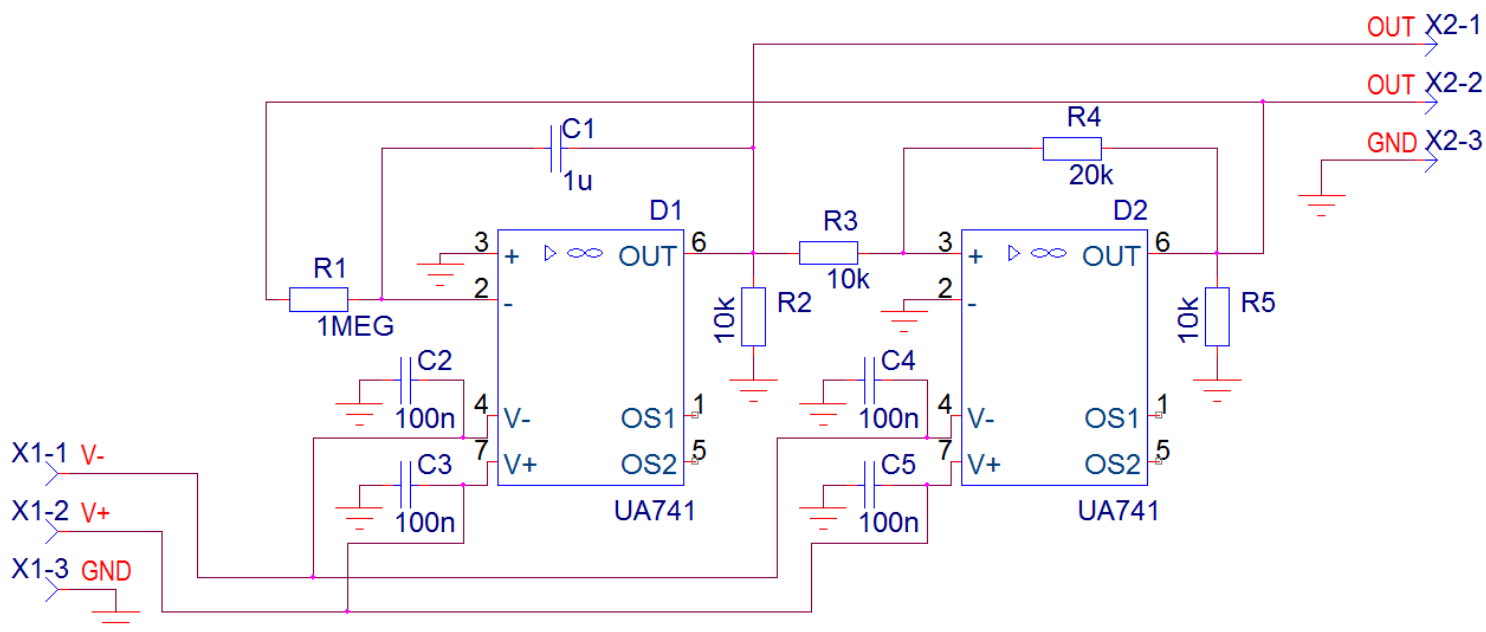 OUT X2-1
OUT X2-2
R4
C1
GND X2-3
20k
1u
D1
D2
R3
3 + ▷ ∞ OUT 6
3 + ▷ ∞ OUT 6
R1
10k
2 -
2 -
10k
R2
10k
R5
1MEG
C2
C4
100n
4 V-
OS1 1
100n
4 V-
OS1 1
X1-1 V-
C3
7 V+
OS2 5
C5
7 V+
OS2 5
X1-2 V+
100n
UA741
100n
UA741
X1-3 GND